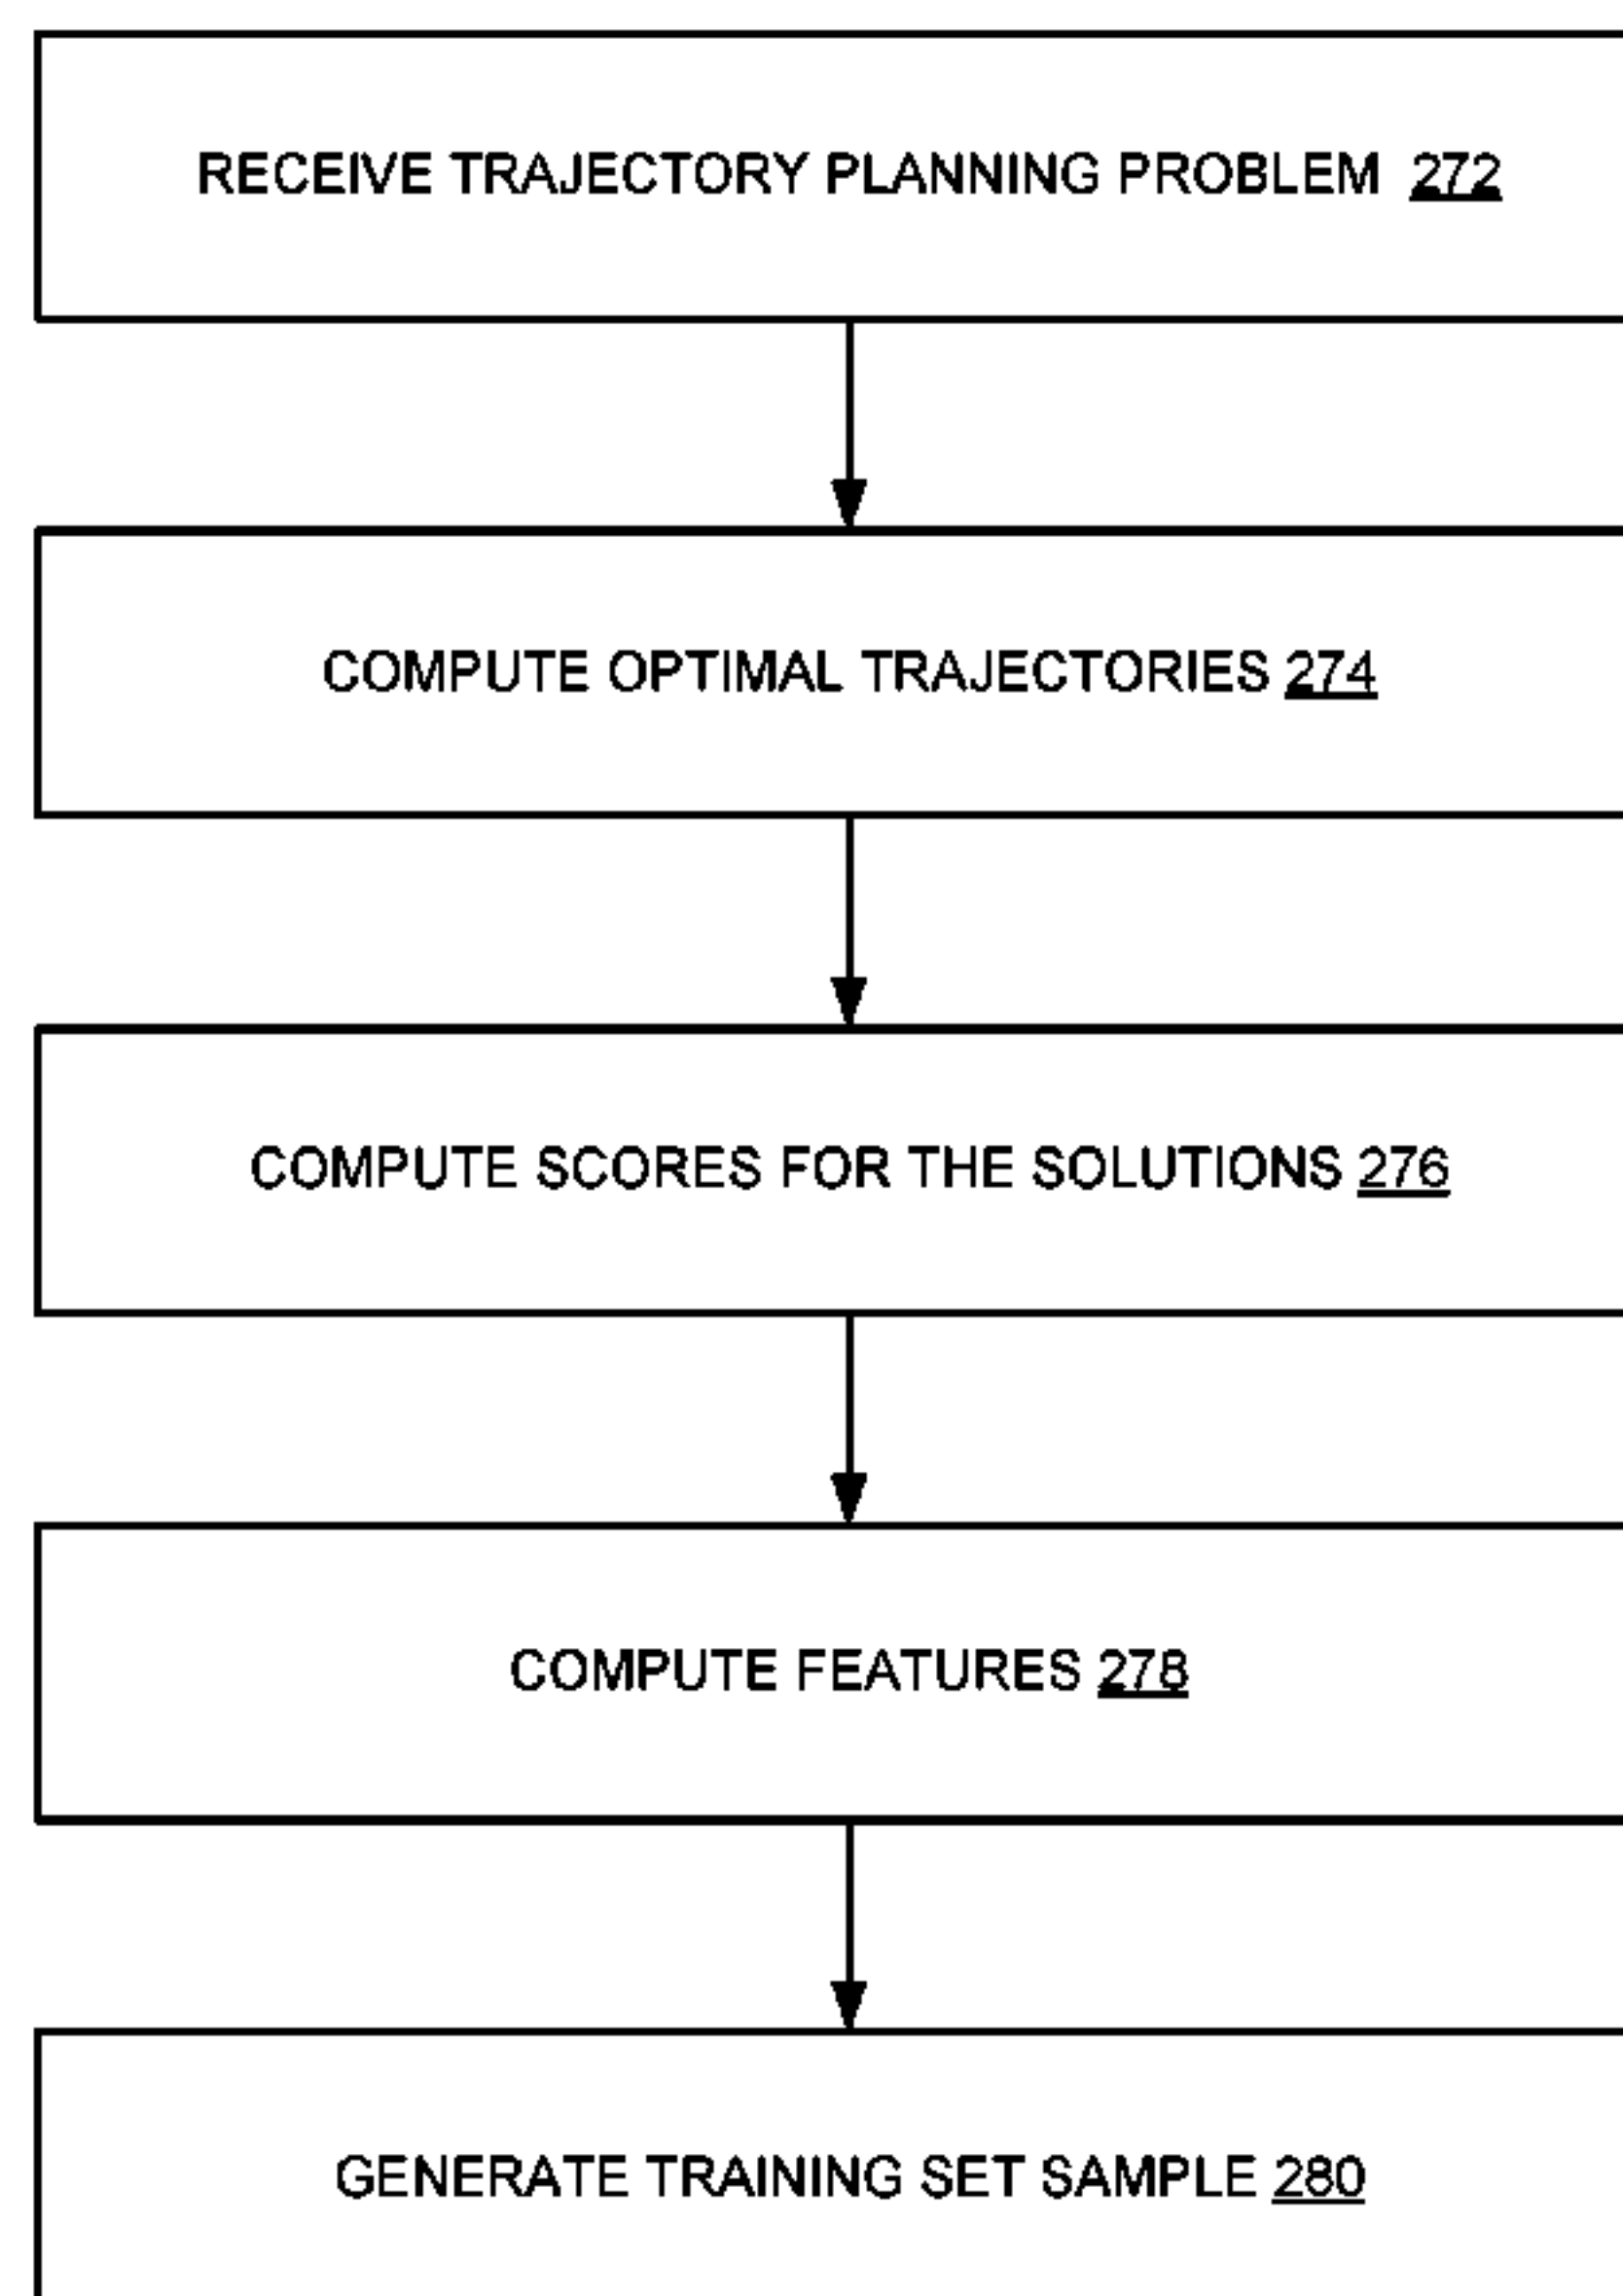 RECEIVE TRAJECTORY PLANNING PROBLEM 272
COMPUTE OPTIMAL TRAJECTORIES 274
COMPUTE SCORES FOR THE SOLUTIONS 276
COMPUTE FEATURES 278
GENERATE TRAINING SET SAMPLE 280